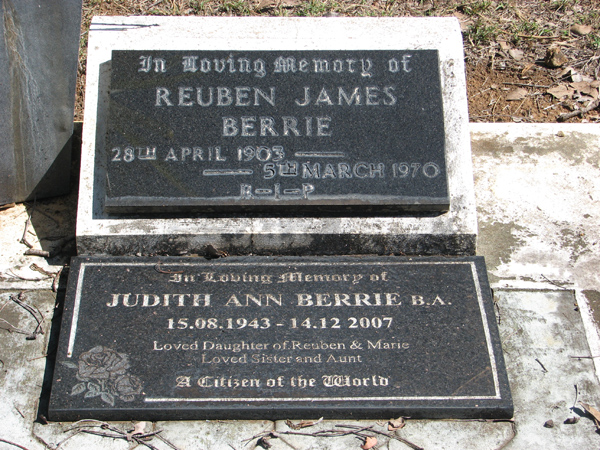 In Loving Memory of
REUBEN JAMES
BERRIE
28TH APRIL 1903 —
— 5TH MARCH 1970
R-I-P
In Loving Memory of
JUDITH ANN BERRIE B.A.
15.08.1943 - 14.12.2007
Loved Daughter of Reuben & Marie
Loved Sister and Aunt
A Citizen of the World